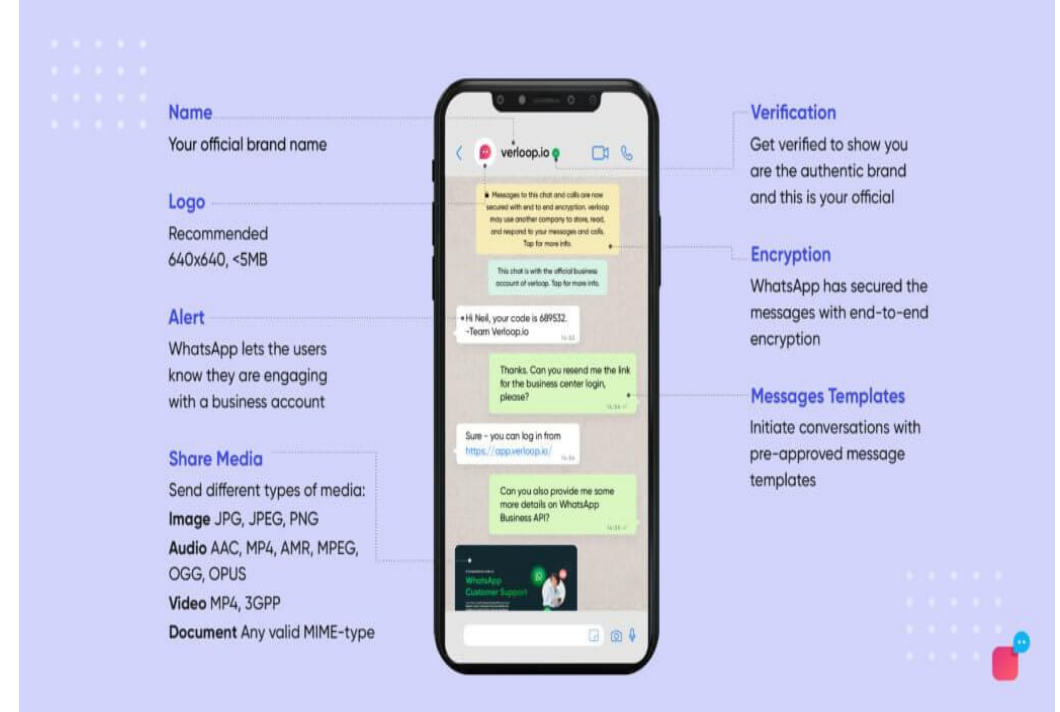 Name
Your official brand name
Logo
Recommended
640x640, <5MB
Alert
WhatsApp lets the users
know they are engaging
with a business account
Share Media
Send different types of media:
Image JPG, JPEG, PNG
Audio AAC, MP4, AMR, MPEG,
OGG, OPUS
Video MP4, 3GPP
Document Any valid MIME-type
verloop.io
Messages to this chat and calls are now
secured with end to end encryption. verloop
may use another company to store, read,
and respond to your messages and calls.
Tap for more info.
This chat is with the official business
account of verloop. Tap for more info.
Hi Neil, your code is 689532.
-Team Verloop.io
Thanks. Can you resend me the link
for the business center login,
please?
Sure - you can log in from
https://app.verloop.io/
Can you also provide me some
more details on WhatsApp
Business API?
WhatsApp
Customer Support
Verification
Get verified to show you
are the authentic brand
and this is your official
Encryption
WhatsApp has secured the
messages with end-to-end
encryption
Messages Templates
Initiate conversations with
pre-approved message
templates